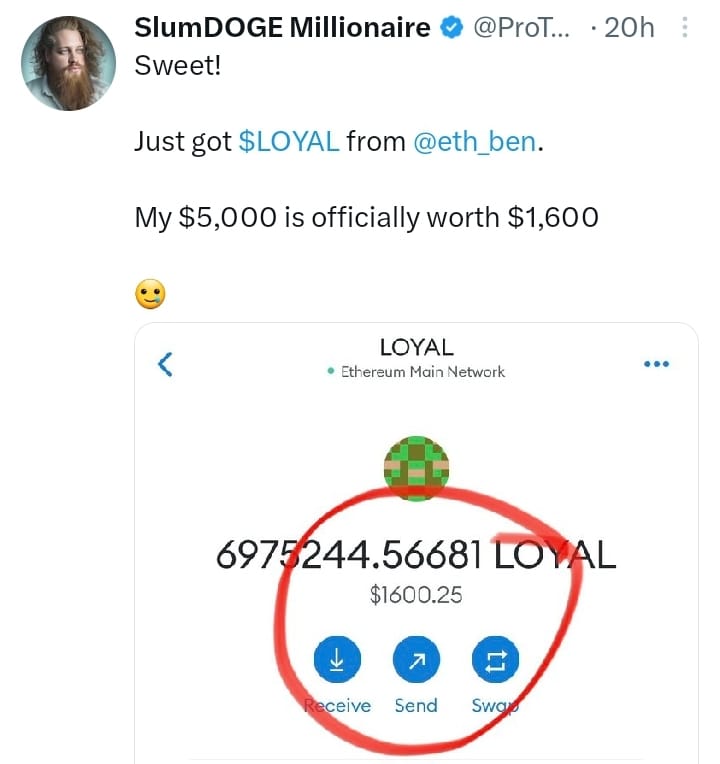 SlumDOGE Millionaire @ProT... · 20h
Sweet!
Just got $LOYAL from @eth_ben.
My $5,000 is officially worth $1,600
LOYAL
Ethereum Main Network
6975244.56681 LOYAL
$1600.25
Receive Send Swap